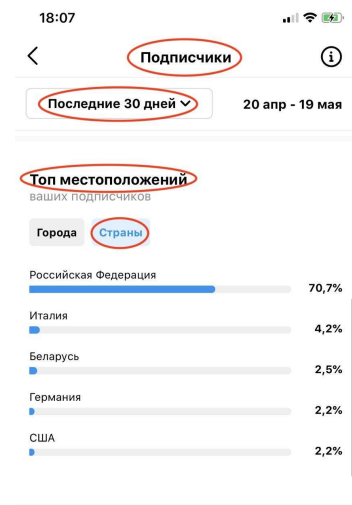 18:07
Подписчики
Последние 30 дней
20 апр - 19 мая
Топ местоположений
ваших подписчиков
Города Страны
Российская Федерация
70,7%
Италия
4,2%
Беларусь
2,5%
Германия
2,2%
США
2,2%